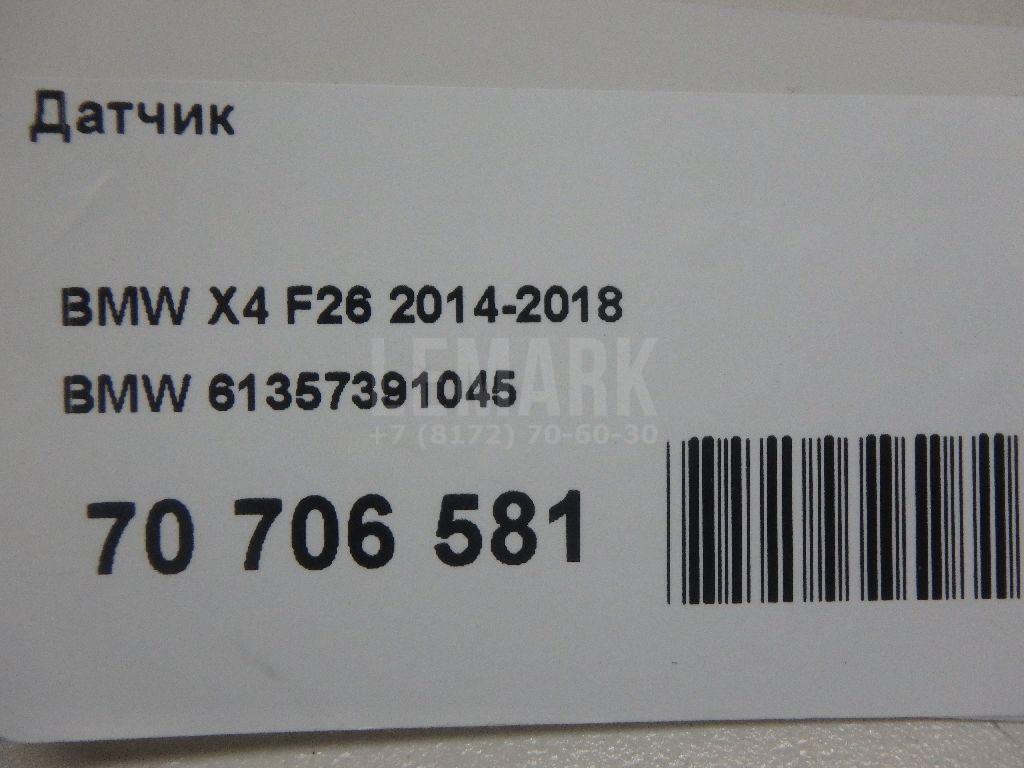 Датчик
BMW X4 F26 2014-2018
LEMARK
BMW 61357391045
+7 (8172) 70-60-30
70 706 581